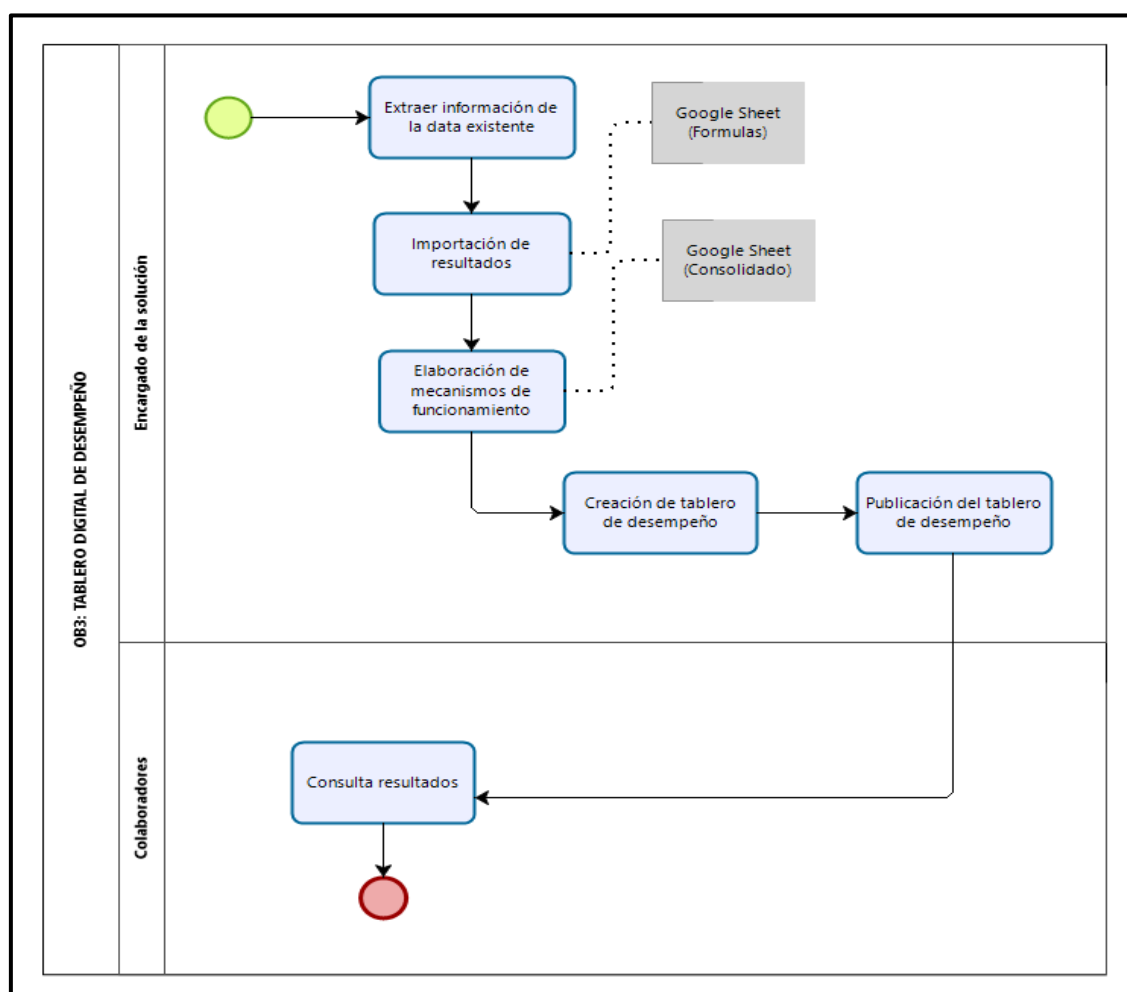 OB3: TABLERO DIGITAL DE DESEMPEÑO
Encargado de la solución
Extraer información de
la data existente
Google Sheet
(Formulas)
Importación de
resultados
Google Sheet
(Consolidado)
Elaboración de
mecanismos de
funcionamiento
Creación de tablero
de desempeño
Publicación del tablero
de desempeño
Colaboradores
Consulta resultados